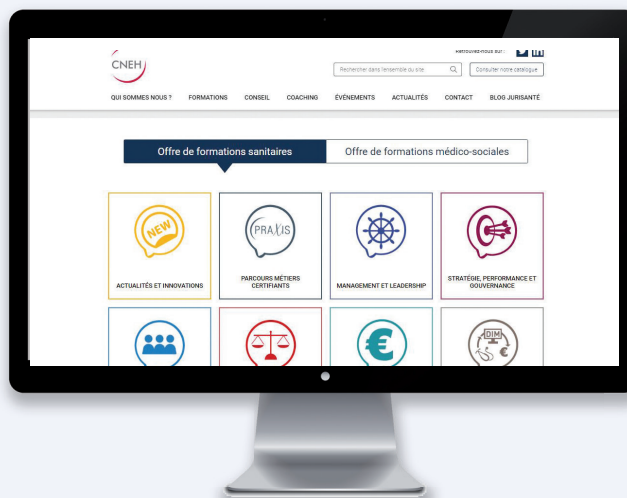 Retrouvez-nous sur :
CNEH
Rechercher dans l'ensemble du site
Consulter notre catalogue
QUI SOMMES NOUS ? FORMATIONS CONSEIL COACHING ÉVÉNEMENTS ACTUALITÉS CONTACT BLOG JURISANTÉ
Offre de formations sanitaires Offre de formations médico-sociales
NEW
PRAXIS
ACTUALITÉS ET INNOVATIONS
PARCOURS MÉTIERS
CERTIFIANTS
MANAGEMENT ET LEADERSHIP
STRATÉGIE, PERFORMANCE ET
GOUVERNANCE
€
DIM
€